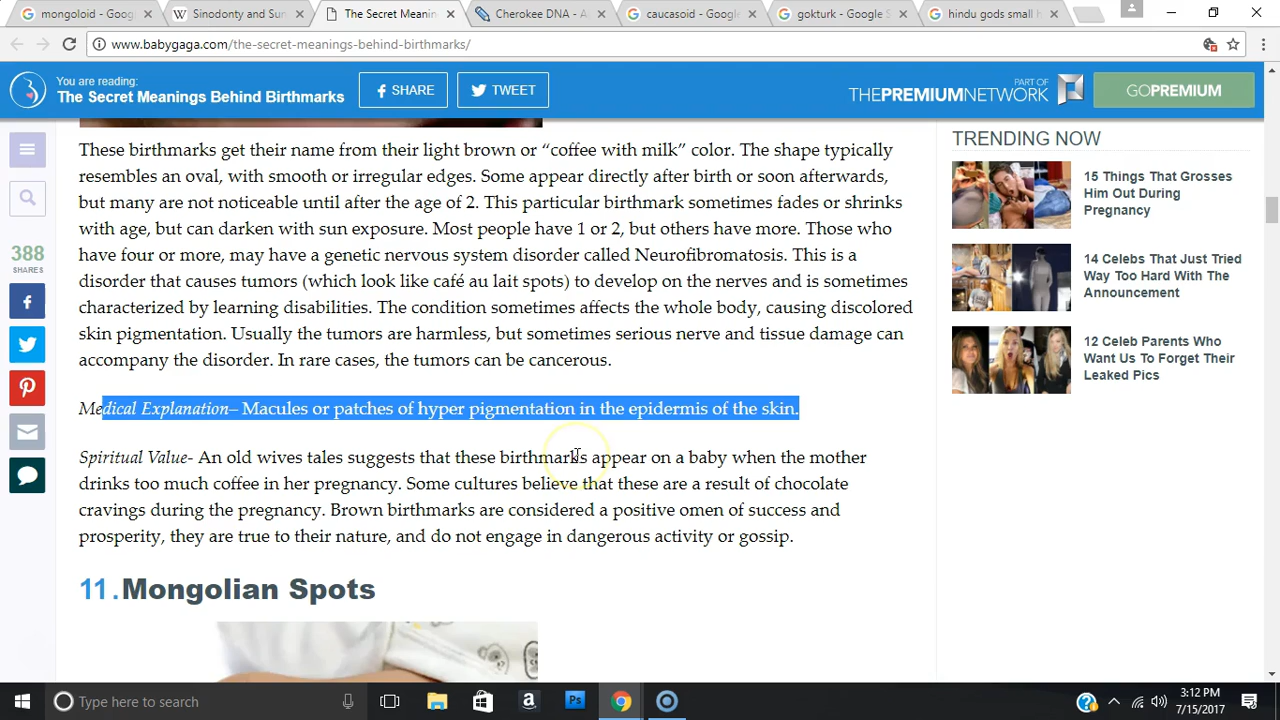 mongoloid - Goog
Sinodonty and Sun
The Secret Meanin
Cherokee DNA - A
caucasoid - Google
gokturk - Google S
hindu gods small h
www.babygaga.com/the-secret-meanings-behind-birthmarks/
You are reading:
The Secret Meanings Behind Birthmarks
SHARE
TWEET
PART OF
THEPREMIUMNETWORK
GOPREMIUM
388
SHARES
These birthmarks get their name from their light brown or “coffee with milk” color. The shape typically
resembles an oval, with smooth or irregular edges. Some appear directly after birth or soon afterwards,
but many are not noticeable until after the age of 2. This particular birthmark sometimes fades or shrinks
with age, but can darken with sun exposure. Most people have 1 or 2, but others have more. Those who
have four or more, may have a genetic nervous system disorder called Neurofibromatosis. This is a
disorder that causes tumors (which look like café au lait spots) to develop on the nerves and is sometimes
characterized by learning disabilities. The condition sometimes affects the whole body, causing discolored
skin pigmentation. Usually the tumors are harmless, but sometimes serious nerve and tissue damage can
accompany the disorder. In rare cases, the tumors can be cancerous.
Medical Explanation– Macules or patches of hyper pigmentation in the epidermis of the skin.
Spiritual Value- An old wives tales suggests that these birthmarks appear on a baby when the mother
drinks too much coffee in her pregnancy. Some cultures believe that these are a result of chocolate
cravings during the pregnancy. Brown birthmarks are considered a positive omen of success and
prosperity, they are true to their nature, and do not engage in dangerous activity or gossip.
11. Mongolian Spots
TRENDING NOW
15 Things That Grosses
Him Out During
Pregnancy
14 Celebs That Just Tried
Way Too Hard With The
Announcement
12 Celeb Parents Who
Want Us To Forget Their
Leaked Pics
Type here to search
3:12 PM
7/15/2017